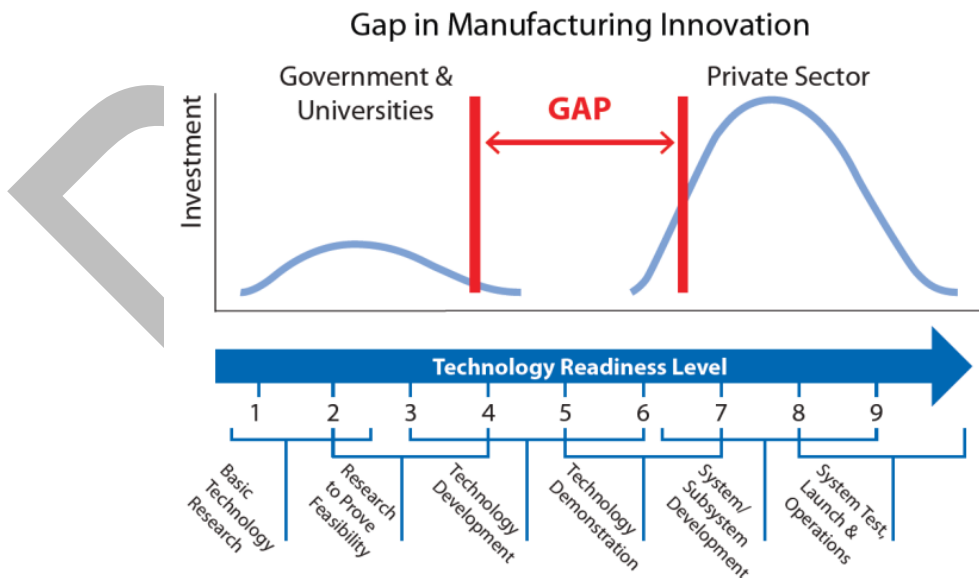 Gap in Manufacturing Innovation
Government &
Universities
Private Sector
GAP
Investment
Technology Readiness Level
1 2 3 4 5 6 7 8 9
Basic
Technology
Research
Research
to Prove
Feasibility
Technology
Development
Technology
Demonstration
System/
Subsystem
Development
System Test,
Launch &
Operations